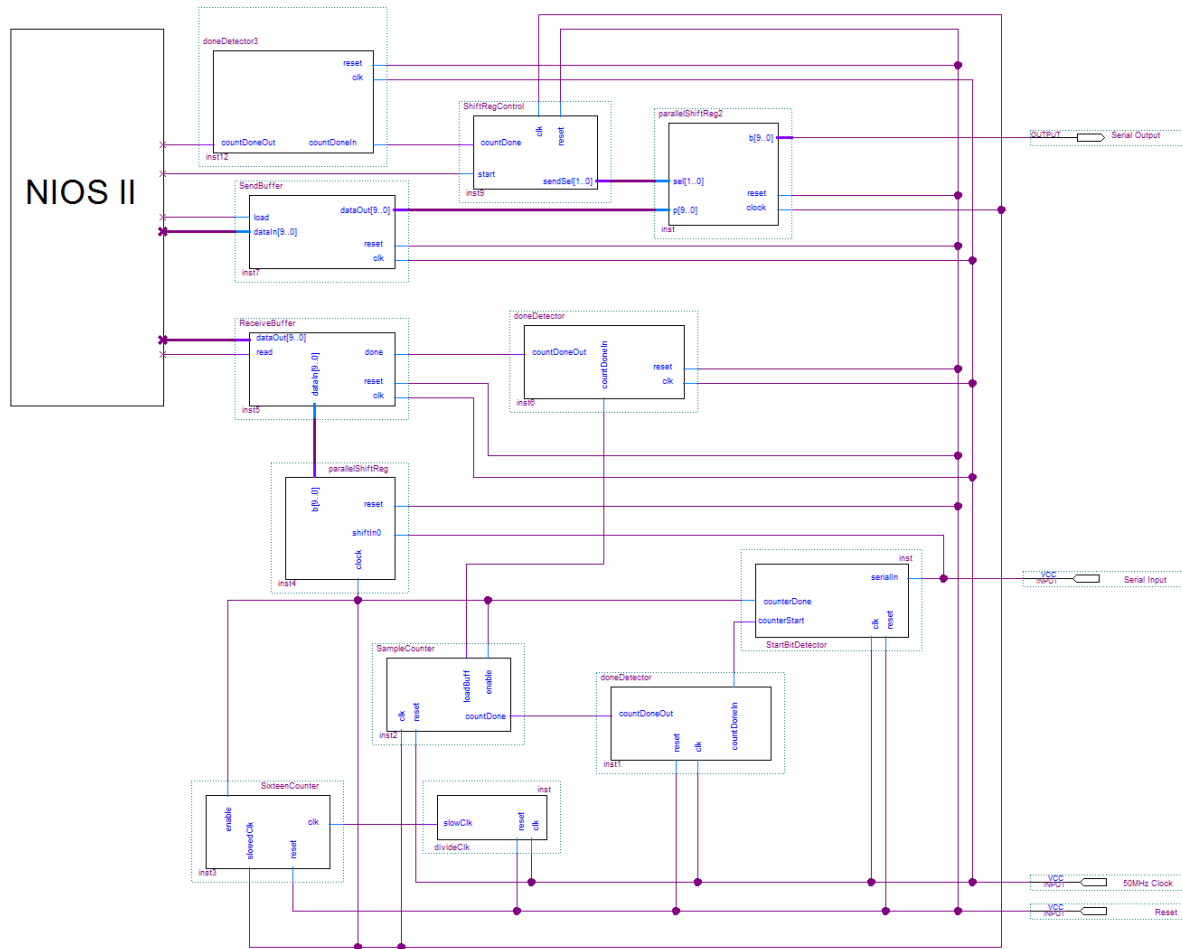 NIOS II
doneDetector3
reset
clk
countDoneOut
countDoneIn
inst12
ShiftRegControl
clk
reset
countDone
start
sendSel[1..0]
inst9
parallelShiftReg2
b[9..0]
sel[1..0]
reset
clock
p[9..0]
inst
OUTPUT
Serial Output
SendBuffer
dataOut[9..0]
load
dataIn[9..0]
reset
clk
inst7
ReceiveBuffer
dataOut[9..0]
read
done
dataIn[9..0]
reset
clk
inst5
doneDetector
countDoneOut
countDoneIn
reset
clk
inst6
parallelShiftReg
b[9..0]
reset
shiftIn0
clock
inst4
inst
serialIn
counterDone
counterStart
clk
reset
StartBitDetector
VCC
INPUT
Serial Input
SampleCounter
loadBuff
enable
clk
reset
countDone
inst2
doneDetector
countDoneOut
countDoneIn
reset
clk
inst1
SixteenCounter
enable
slowedClk
reset
clk
inst3
inst
slowClk
reset
clk
divideClk
VCC
INPUT
50MHz Clock
VCC
INPUT
Reset